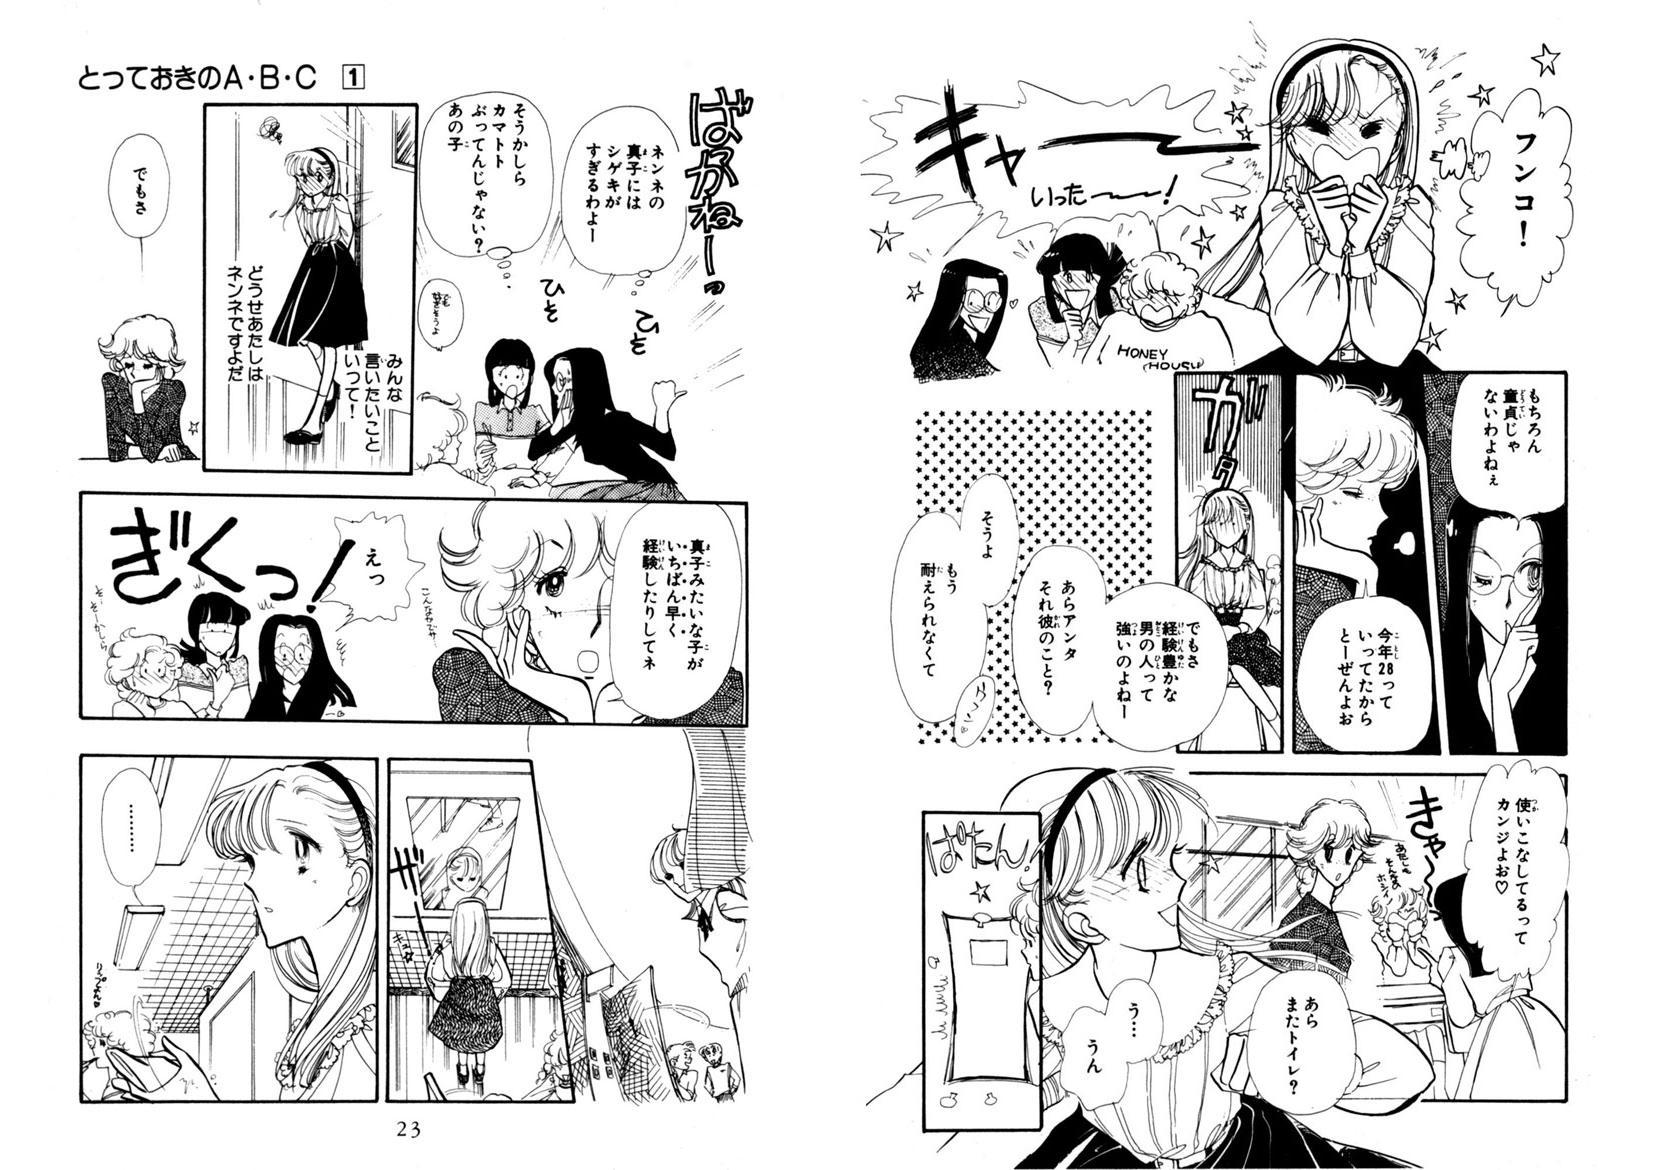 フンコ！
キャー
いったー～～！
HONEY
HOUSE
もちろん
童貞じゃ
ないわよねぇ
今年28って
いってたから
とーぜんよお
ガタ
でもさ
経験豊かな
男の人って
強いのよねー
あらアンタ
それ彼のこと？
そうよ
もう
耐えられなくて
使いこなしてるって
カンジよお♡
きゃ～
あら
またトイレ？
う…
うん
ぱたん
とっておきのA・B・C 1
ばっかねーっ
ネンネの
真子には
シゲキが
すぎるわよー
そうかしら
カマトト
ぶってんじゃない？
あの子
ひそ
ひそ
みんな
言いたいこと
いって！
どうせあたしは
ネンネですよだ
でもさ
真子みたいな子が
いちばん早く
経験したりしてネ
えっ
ぎくっ！
そ…
そーかしら
…………
23